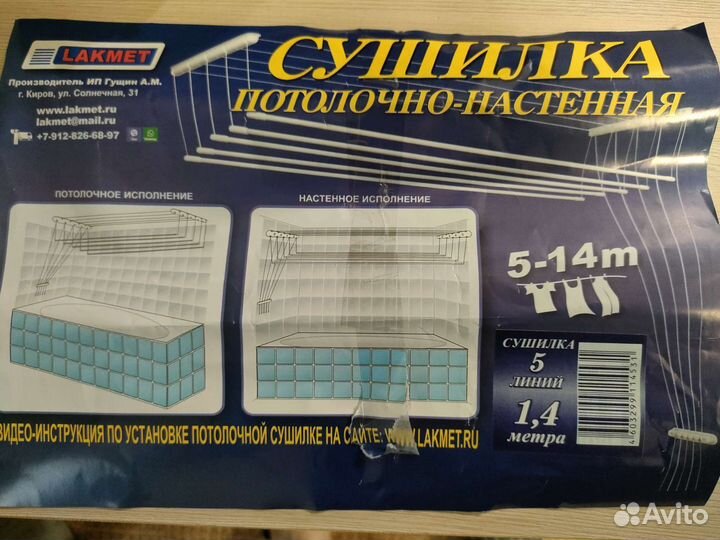 LAKMET
Производитель ИП Гущин А.М.
г. Киров, ул. Солнечная, 31
www.lakmet.ru
lakmet@mail.ru
+7-912-826-68-97
СУШИЛКА
ПОТОЛОЧНО-НАСТЕННАЯ
ПОТОЛОЧНОЕ ИСПОЛНЕНИЕ
НАСТЕННОЕ ИСПОЛНЕНИЕ
5-14m
СУШИЛКА
5
ЛИНИЙ
1,4
метра
4603299114531
ВИДЕО-ИНСТРУКЦИЯ ПО УСТАНОВКЕ ПОТОЛОЧНОЙ СУШИЛКЕ НА САЙТЕ: WWW.LAKMET.RU
Avito